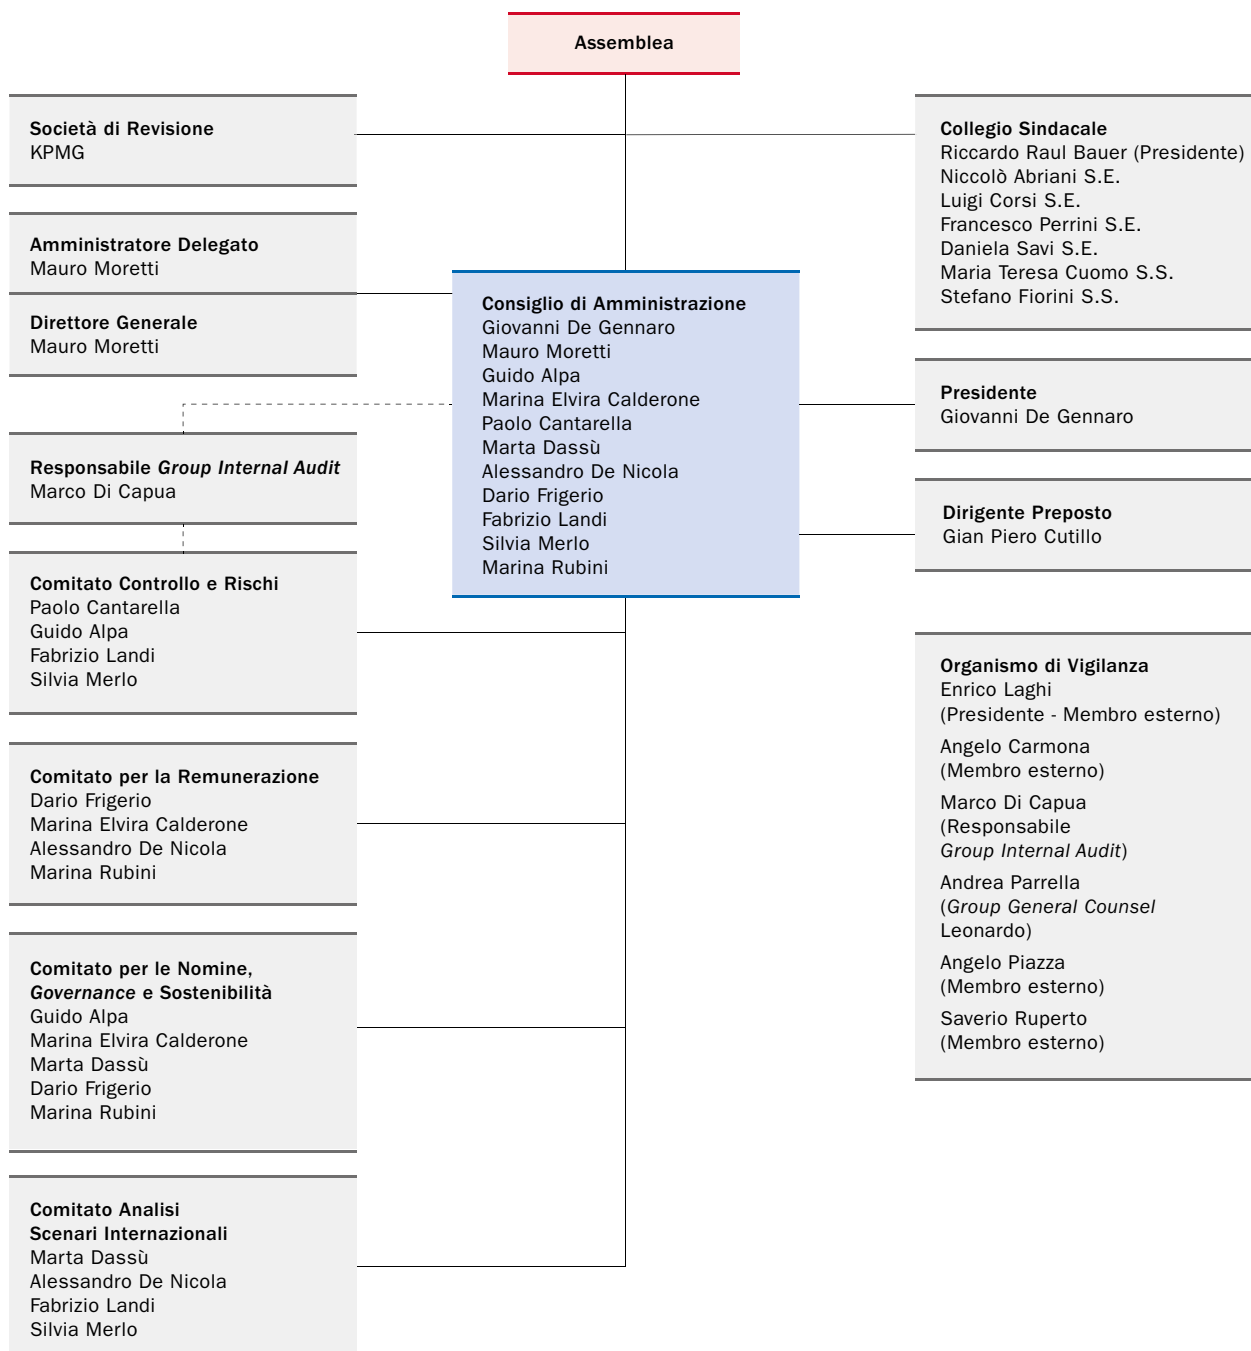 Assemblea
Società di Revisione
KPMG
Collegio Sindacale
Riccardo Raul Bauer (Presidente)
Niccolò Abriani S.E.
Luigi Corsi S.E.
Francesco Perrini S.E.
Daniela Savi S.E.
Maria Teresa Cuomo S.S.
Stefano Fiorini S.S.
Amministratore Delegato
Mauro Moretti
Direttore Generale
Mauro Moretti
Consiglio di Amministrazione
Giovanni De Gennaro
Mauro Moretti
Guido Alpa
Marina Elvira Calderone
Paolo Cantarella
Marta Dassù
Alessandro De Nicola
Dario Frigerio
Fabrizio Landi
Silvia Merlo
Marina Rubini
Presidente
Giovanni De Gennaro
Responsabile Group Internal Audit
Marco Di Capua
Dirigente Preposto
Gian Piero Cutillo
Comitato Controllo e Rischi
Paolo Cantarella
Guido Alpa
Fabrizio Landi
Silvia Merlo
Organismo di Vigilanza
Enrico Laghi
(Presidente - Membro esterno)
Angelo Carmona
(Membro esterno)
Marco Di Capua
(Responsabile
Group Internal Audit)
Andrea Parrella
(Group General Counsel
Leonardo)
Angelo Piazza
(Membro esterno)
Saverio Ruperto
(Membro esterno)
Comitato per la Remunerazione
Dario Frigerio
Marina Elvira Calderone
Alessandro De Nicola
Marina Rubini
Comitato per le Nomine,
Governance e Sostenibilità
Guido Alpa
Marina Elvira Calderone
Marta Dassù
Dario Frigerio
Marina Rubini
Comitato Analisi
Scenari Internazionali
Marta Dassù
Alessandro De Nicola
Fabrizio Landi
Silvia Merlo